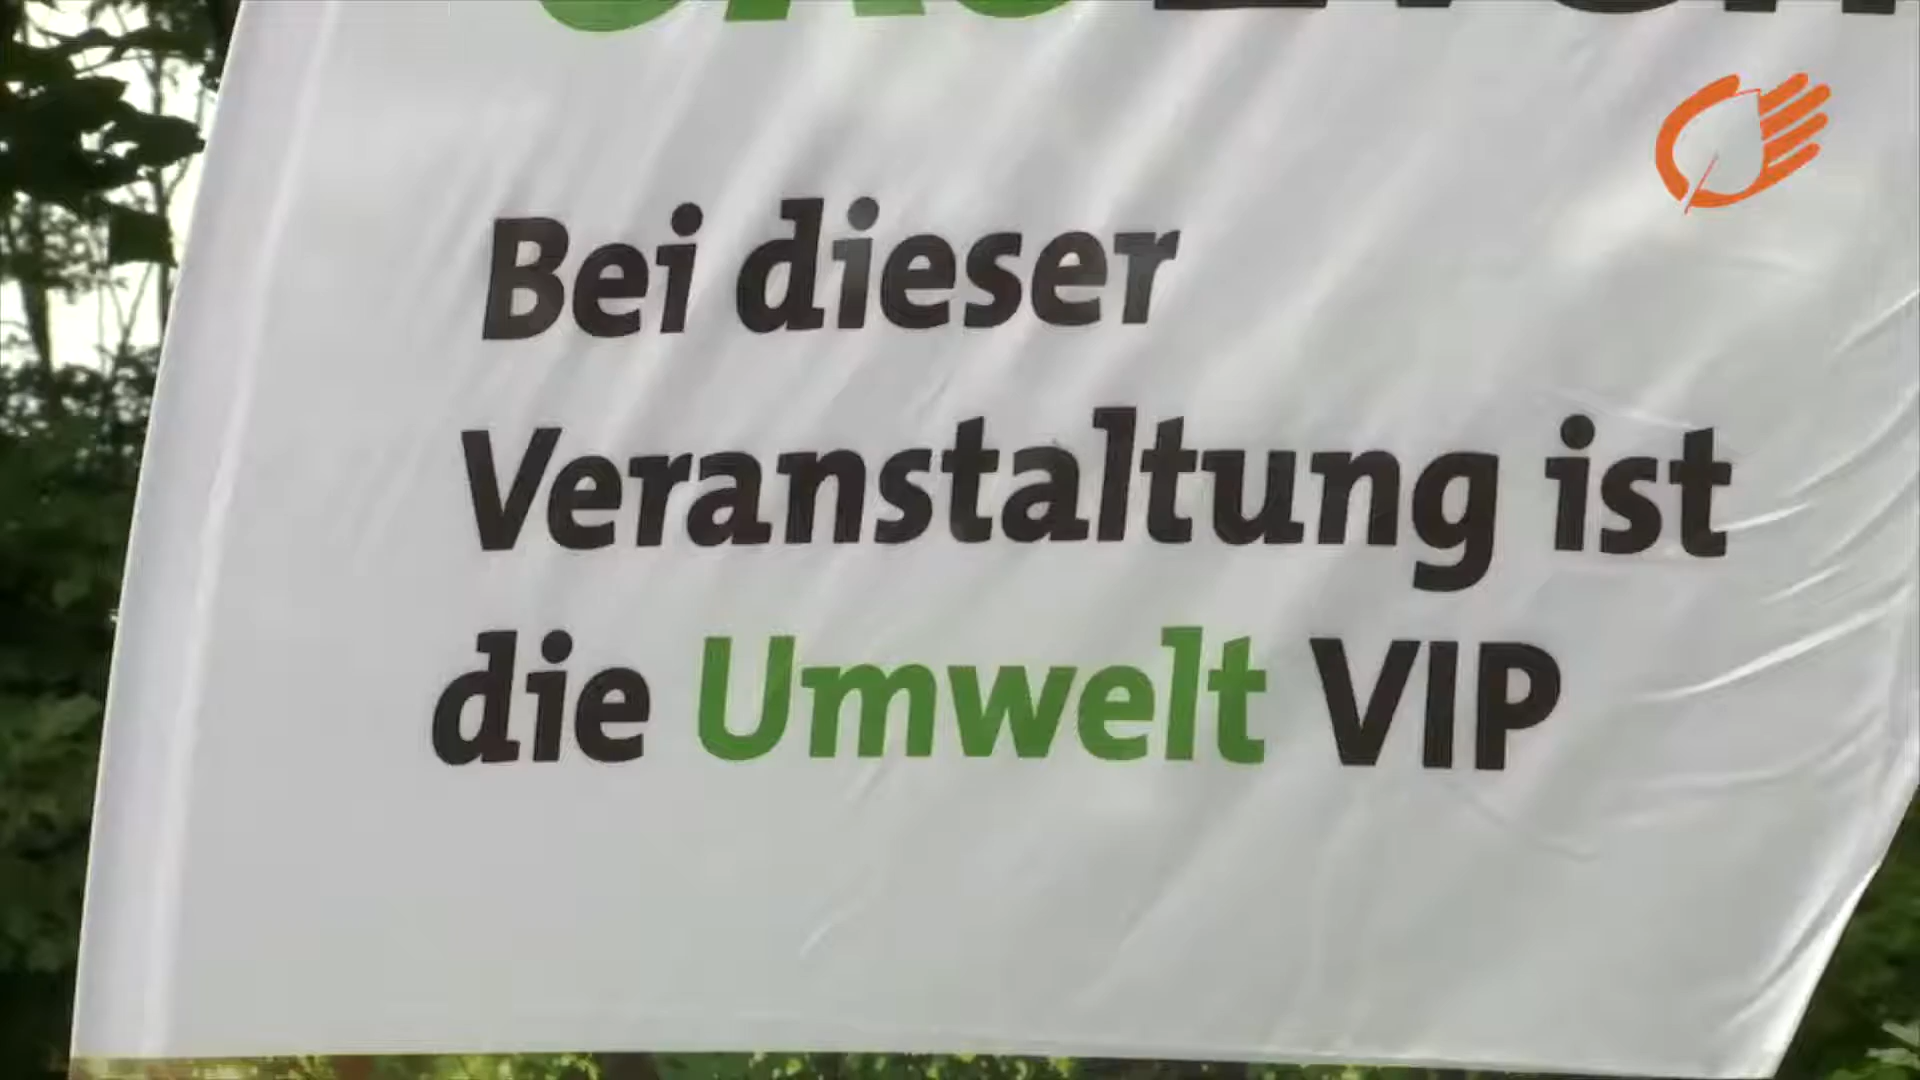 Bei dieser
Veranstaltung ist
die Umwelt VIP